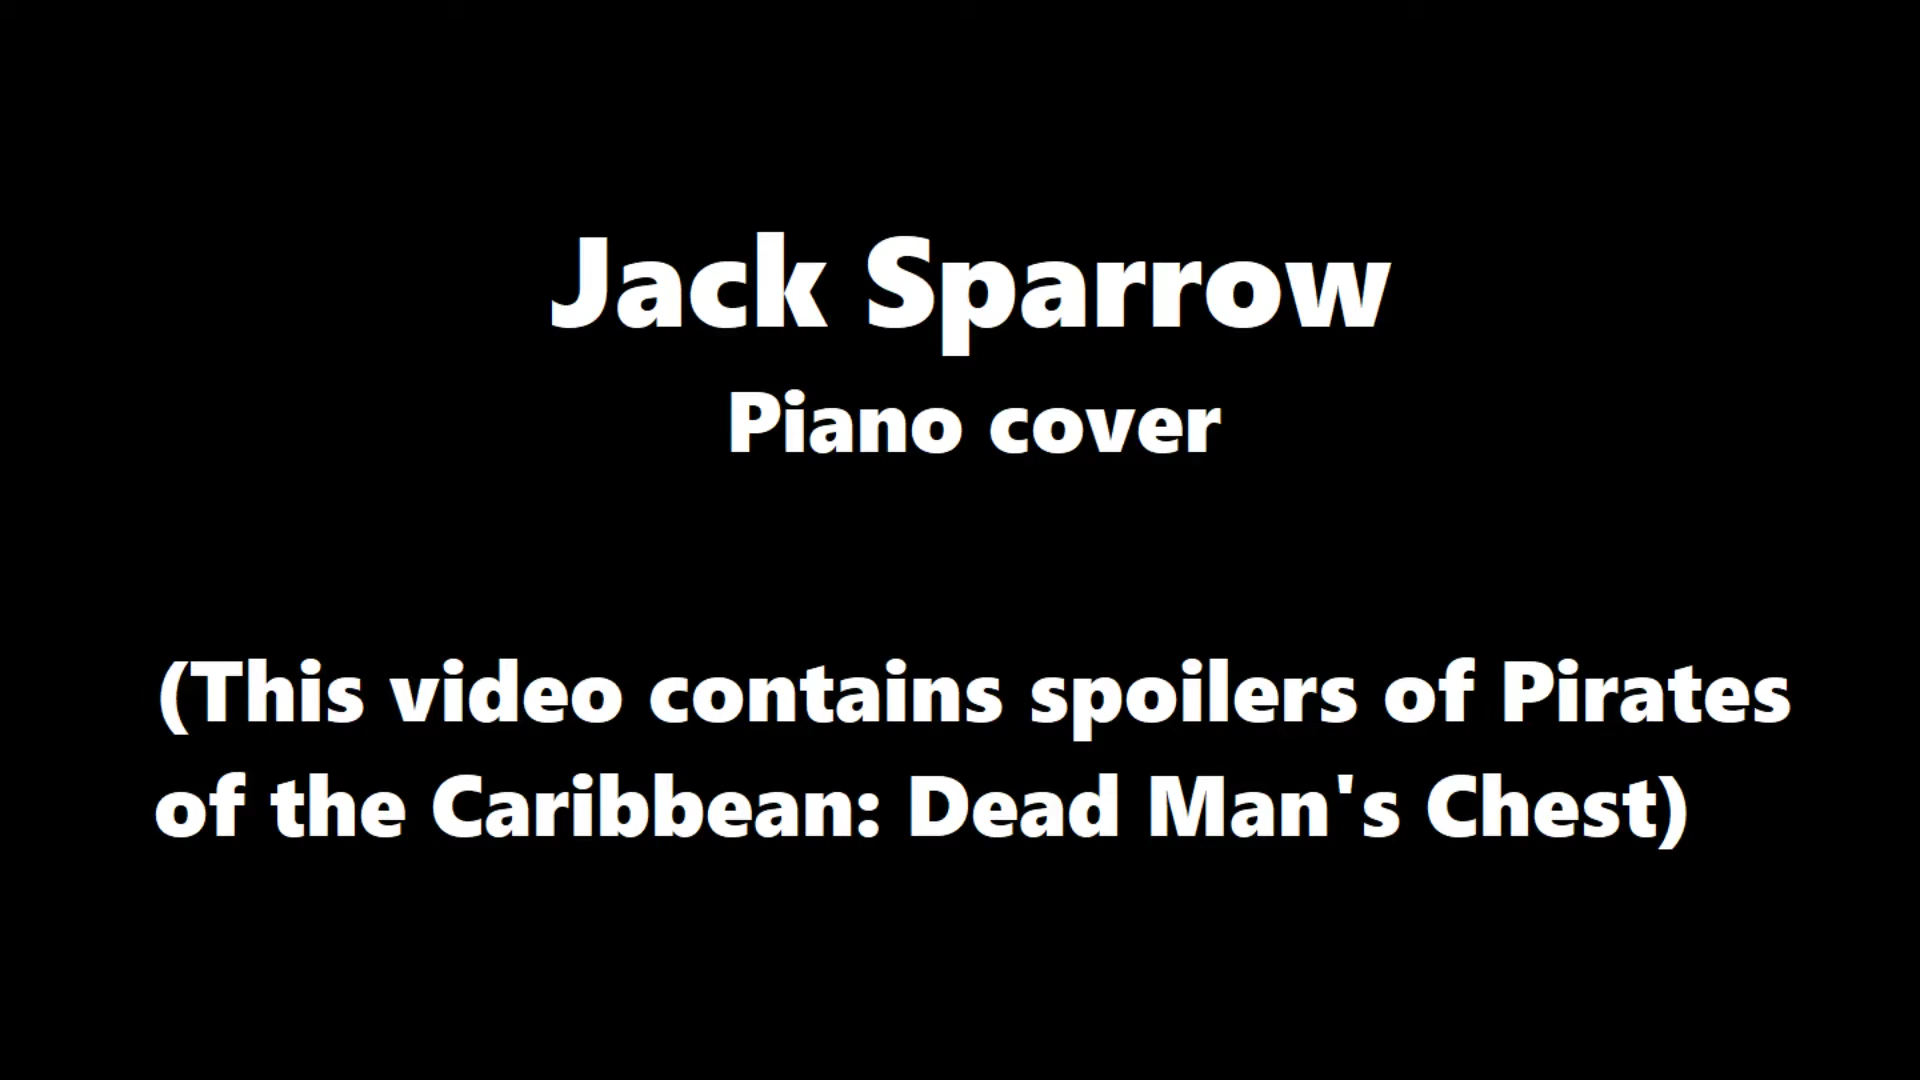 Jack Sparrow
Piano cover
(This video contains spoilers of Pirates
of the Caribbean: Dead Man's Chest)